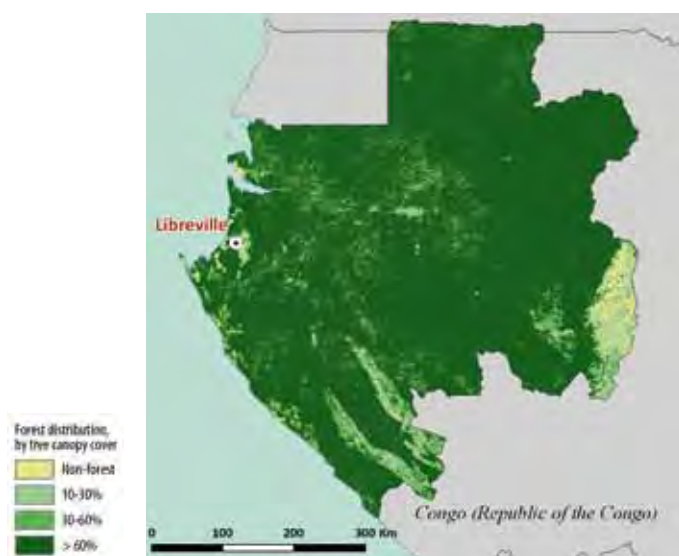 Libreville
Congo (Republic of the Congo)
0 100 200 300 Km
Forest distribution,
by tree canopy cover
Non-forest
10-30%
30-60%
> 60%